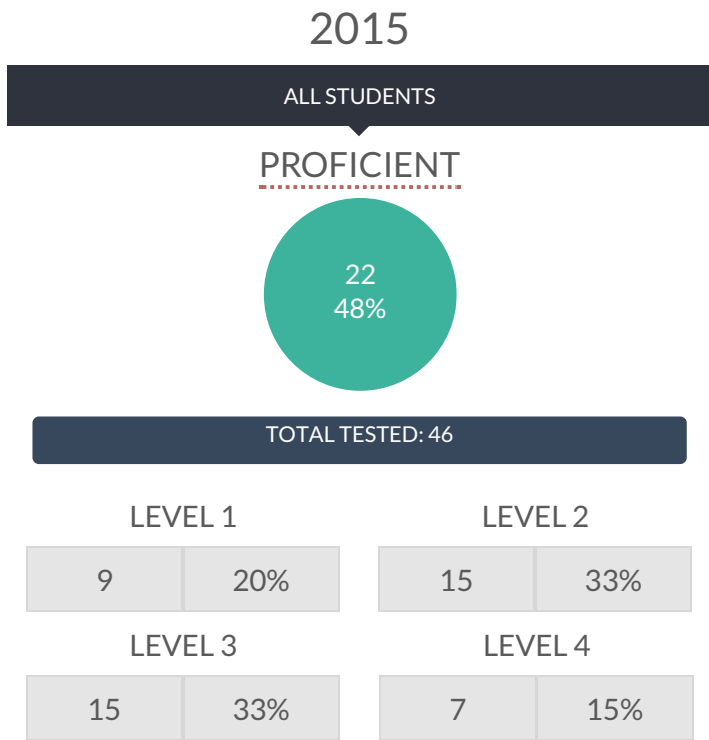 2015
ALL STUDENTS
PROFICIENT
22
48%
TOTAL TESTED: 46
LEVEL 1
9 20%
LEVEL 2
15 33%
LEVEL 3
15 33%
LEVEL 4
7 15%